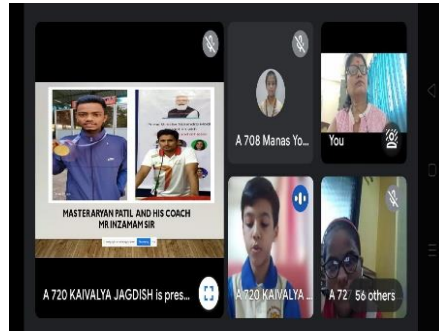 MASTERARYAN PATIL AND HIS COACH
MR INZAMAM SIR
A 720 KAIVALYA JAGDISH is pres...
A 708 Manas Yo...
You
A 720 KAIVALYA ...
A 72
56 others